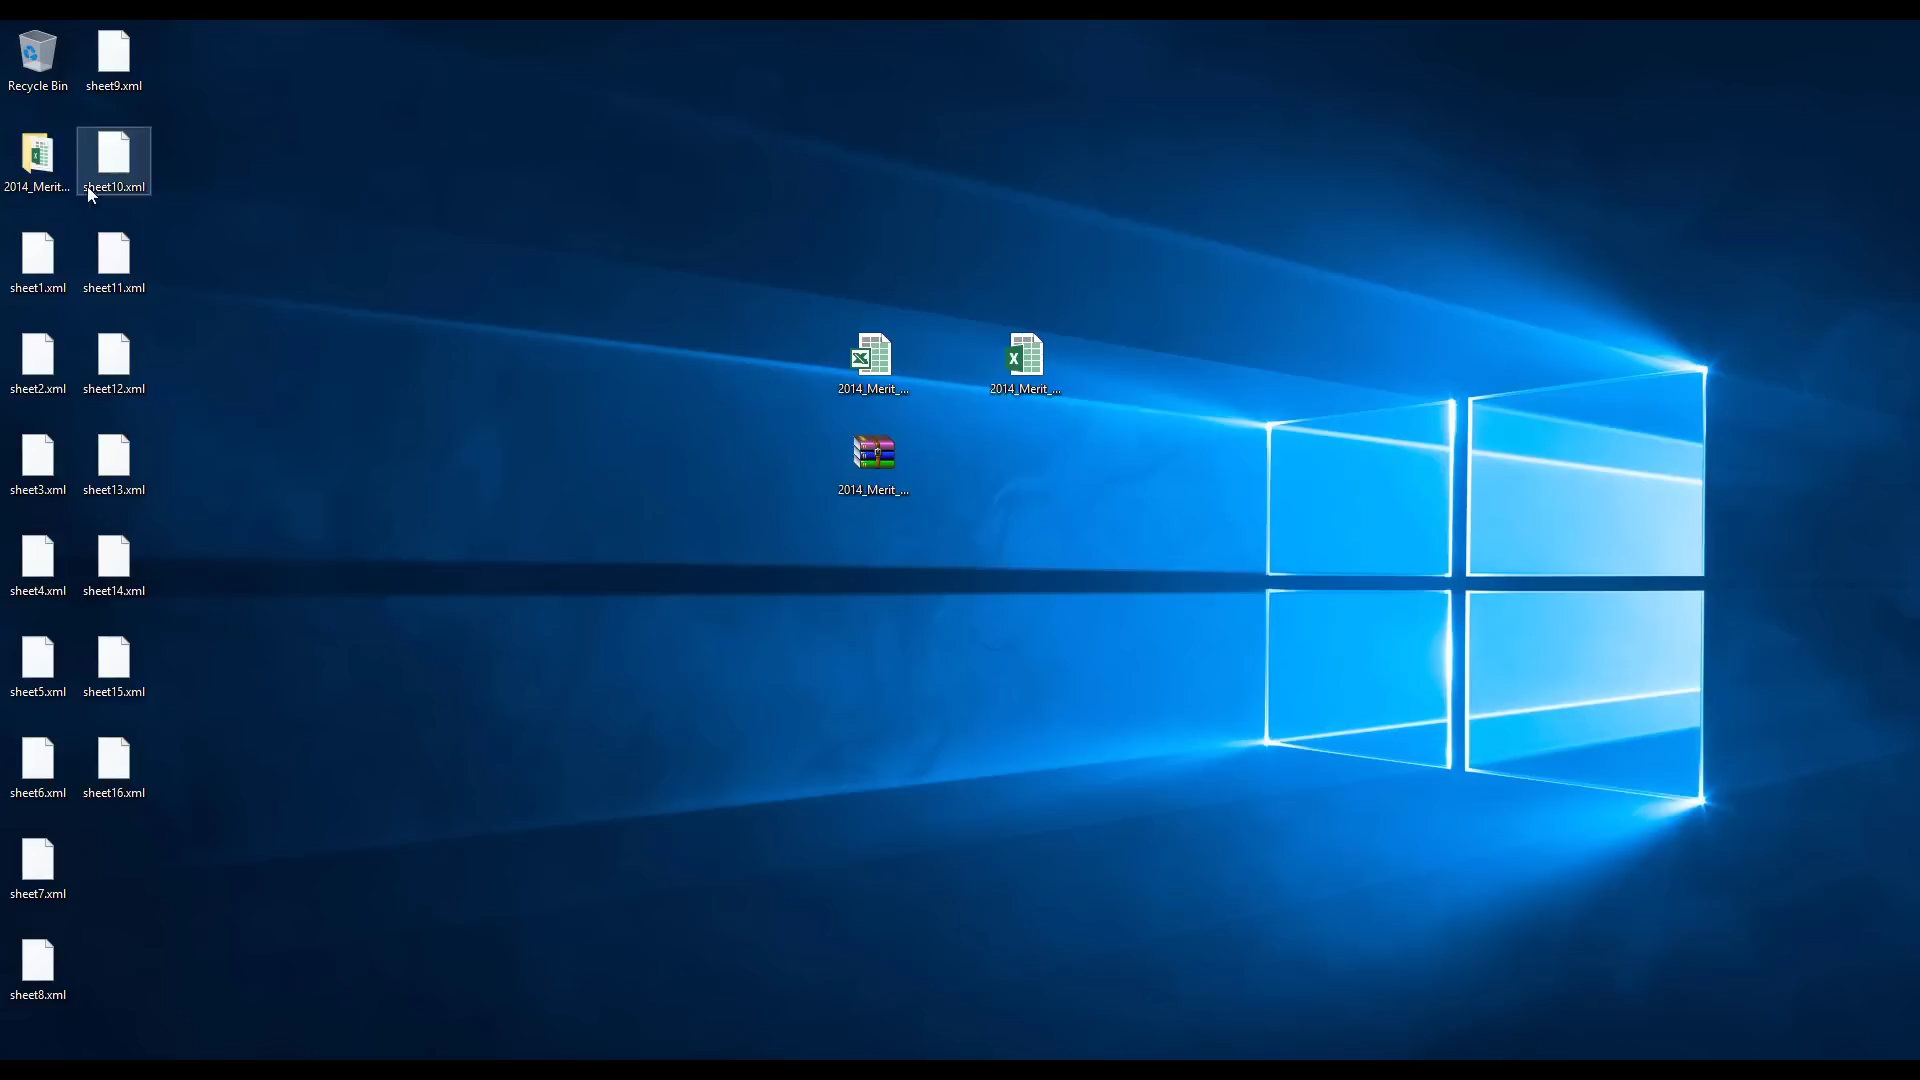 Recycle Bin
sheet9.xml
2014_Merit...
sheet10.xml
sheet1.xml
sheet11.xml
sheet2.xml
sheet12.xml
2014_Merit_...
2014_Merit_...
sheet3.xml
sheet13.xml
2014_Merit_...
sheet4.xml
sheet14.xml
sheet5.xml
sheet15.xml
sheet6.xml
sheet16.xml
sheet7.xml
sheet8.xml